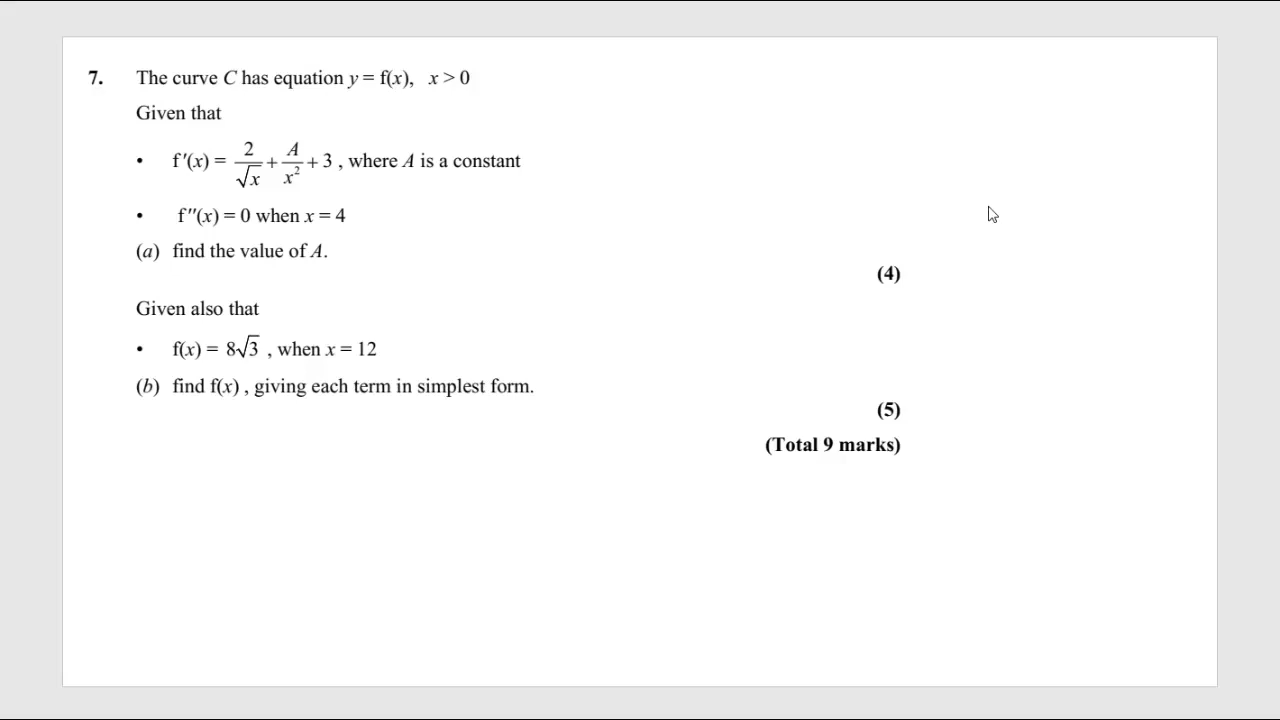 7. The curve C has equation y = f(x), x > 0
Given that
• f′(x) = 2/√x + A/x² + 3 , where A is a constant
• f″(x) = 0 when x = 4
(a) find the value of A.
(4)
Given also that
• f(x) = 8√3 , when x = 12
(b) find f(x) , giving each term in simplest form.
(5)
(Total 9 marks)